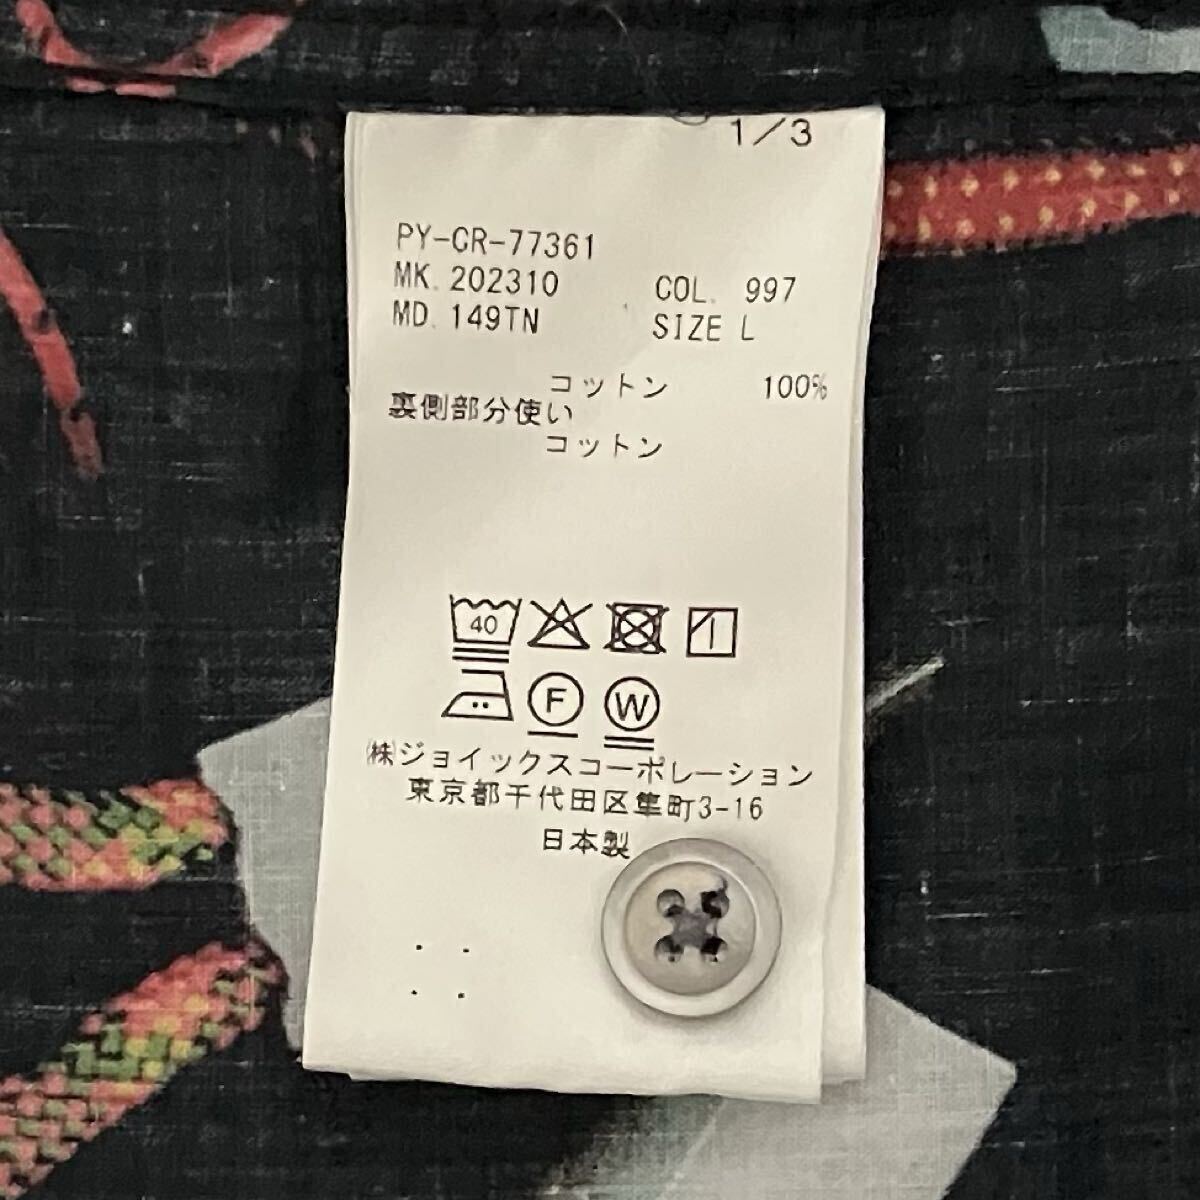 1/3
PY-CR-77361
MK. 202310 COL. 997
MD. 149TN SIZE L
コットン 100%
裏側部分使い
コットン
40
F W
㈱ジョイックスコーポレーション
東京都千代田区隼町3-16
日本製